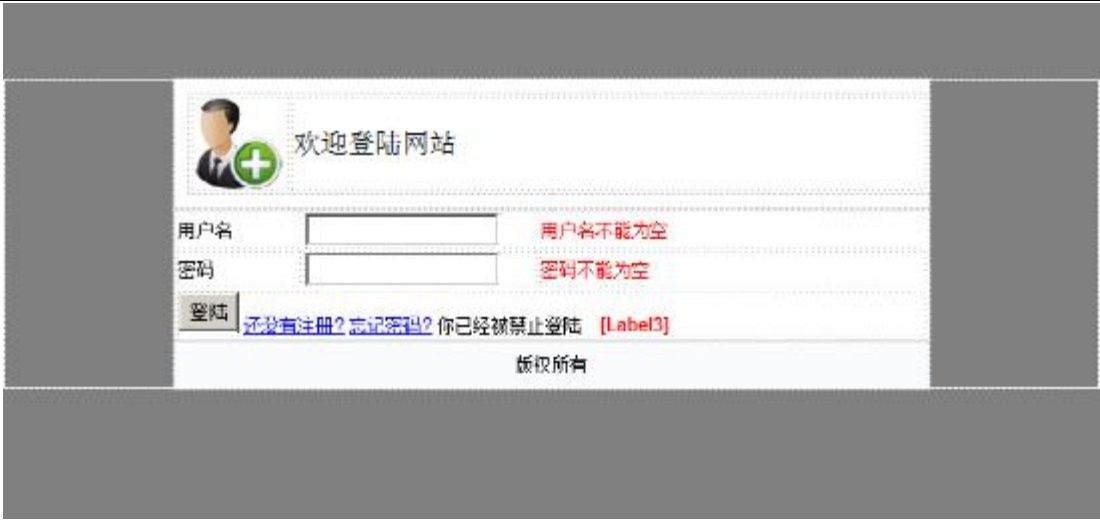 欢迎登陆网站
用户名 用户名不能为空
密码 密码不能为空
登陆 还没有注册? 忘记密码? 你已经被禁止登陆 [Label3]
版权所有